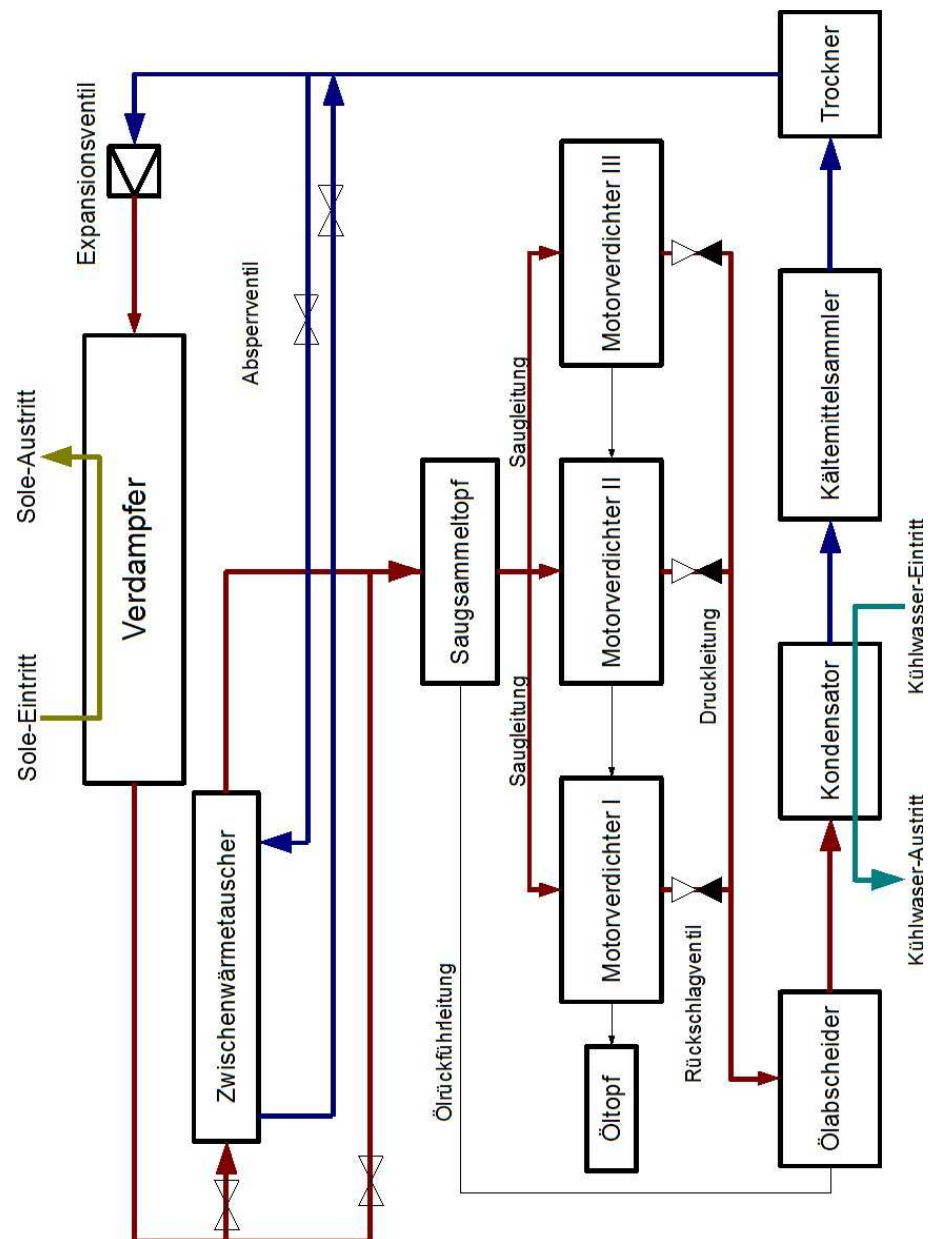 Sole-Eintritt
Sole-Austritt
Expansionsventil
Verdampfer
Zwischenwärmetauscher
Absperrventil
Ölrückführleitung
Saugsammeltopf
Saugleitung
Saugleitung
Öltopf
Motorverdichter I
Motorverdichter II
Motorverdichter III
Rückschlagventil
Druckleitung
Ölabscheider
Kondensator
Kältemittelsammler
Trockner
Kühlwaser-Austritt
Kühlwasser-Eintritt